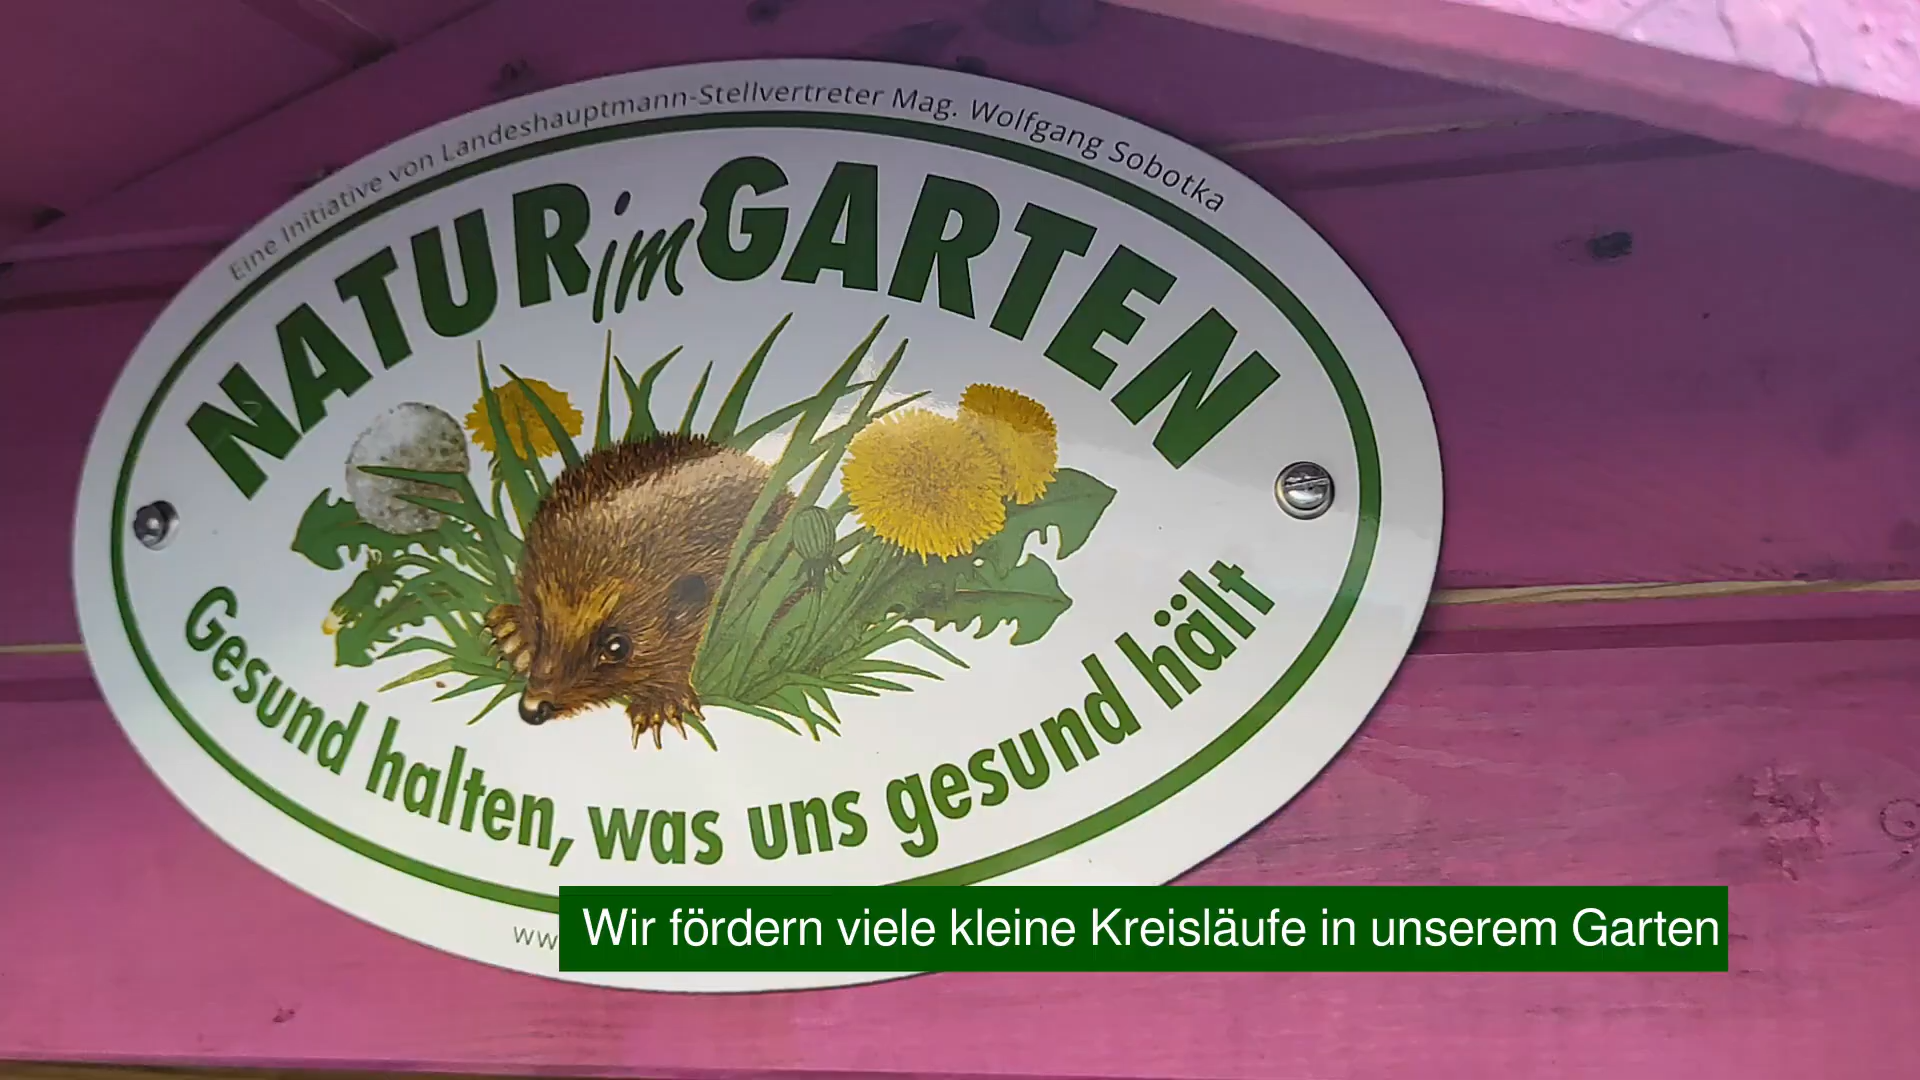 Eine Initiative von Landeshauptmann-Stellvertreter Mag. Wolfgang Sobotka
NATUR im GARTEN
Gesund halten, was uns gesund hält
Wir fördern viele kleine Kreisläufe in unserem Garten